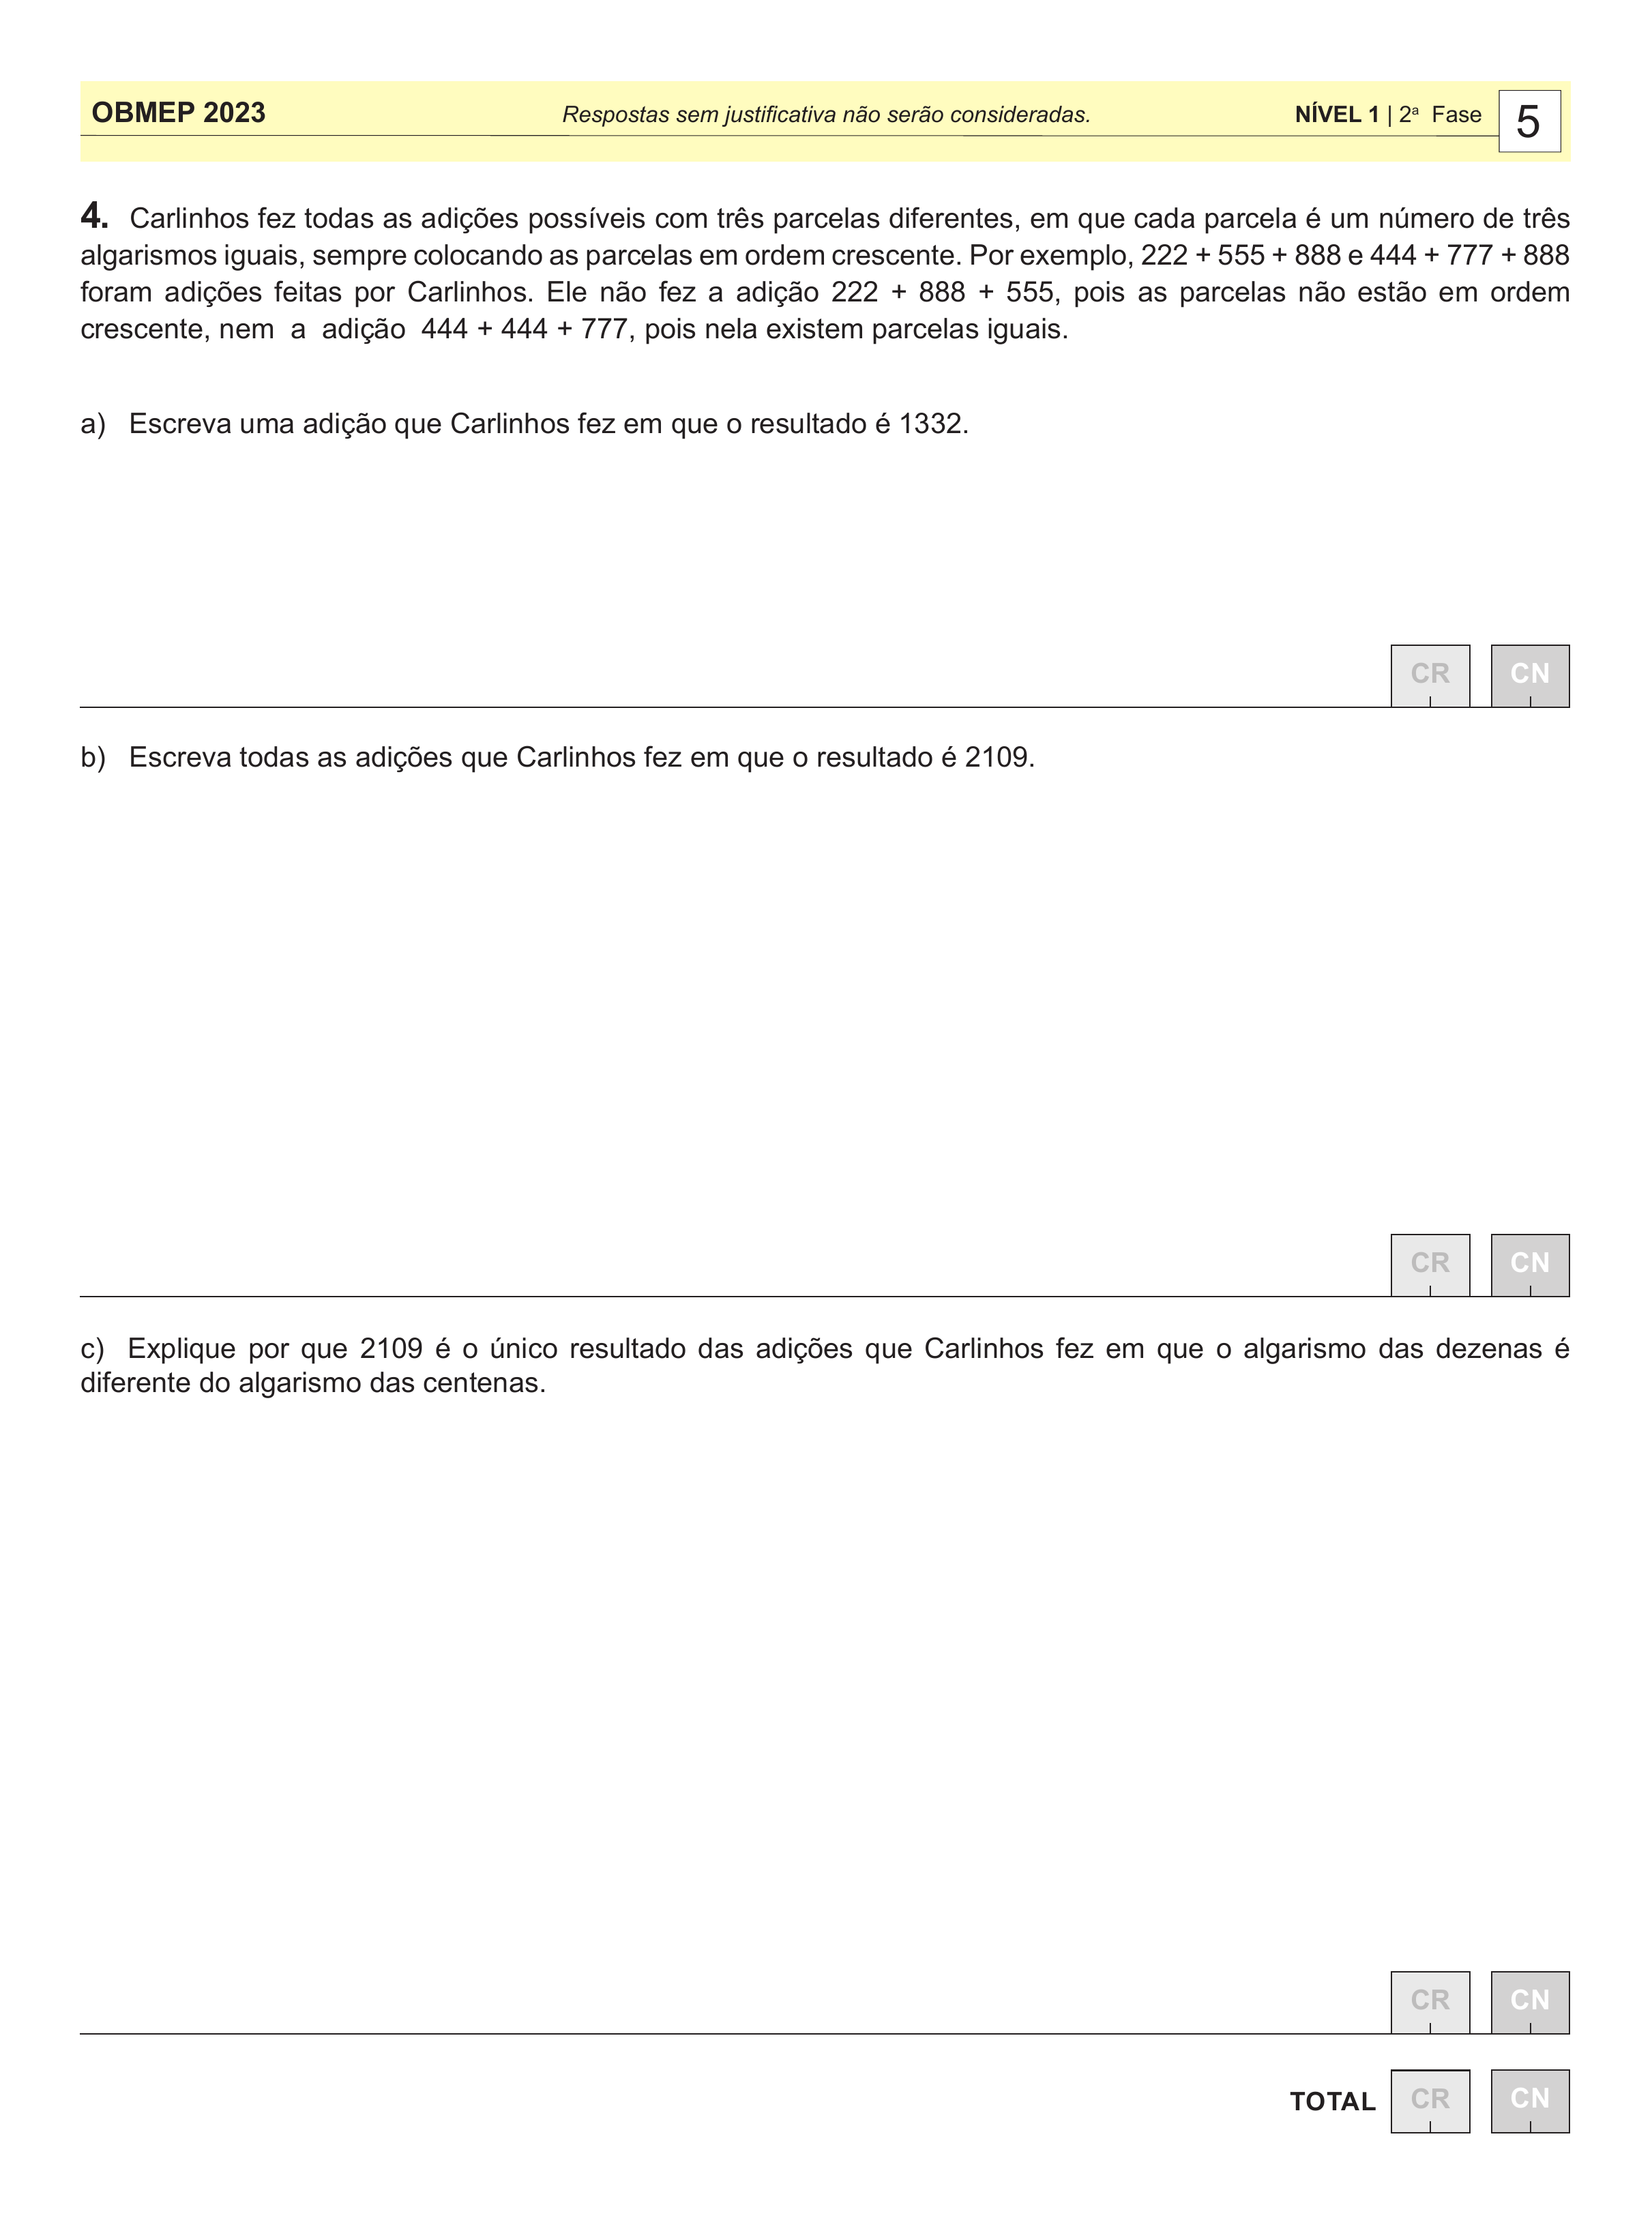 OBMEP 2023 Respostas sem justificativa não serão consideradas. NÍVEL 1 | 2ª Fase 5
4. Carlinhos fez todas as adições possíveis com três parcelas diferentes, em que cada parcela é um número de três
algarismos iguais, sempre colocando as parcelas em ordem crescente. Por exemplo, 222 + 555 + 888 e 444 + 777 + 888
foram adições feitas por Carlinhos. Ele não fez a adição 222 + 888 + 555, pois as parcelas não estão em ordem
crescente, nem a adição 444 + 444 + 777, pois nela existem parcelas iguais.
a) Escreva uma adição que Carlinhos fez em que o resultado é 1332.
CR CN
b) Escreva todas as adições que Carlinhos fez em que o resultado é 2109.
CR CN
c) Explique por que 2109 é o único resultado das adições que Carlinhos fez em que o algarismo das dezenas é
diferente do algarismo das centenas.
CR CN
TOTAL CR CN